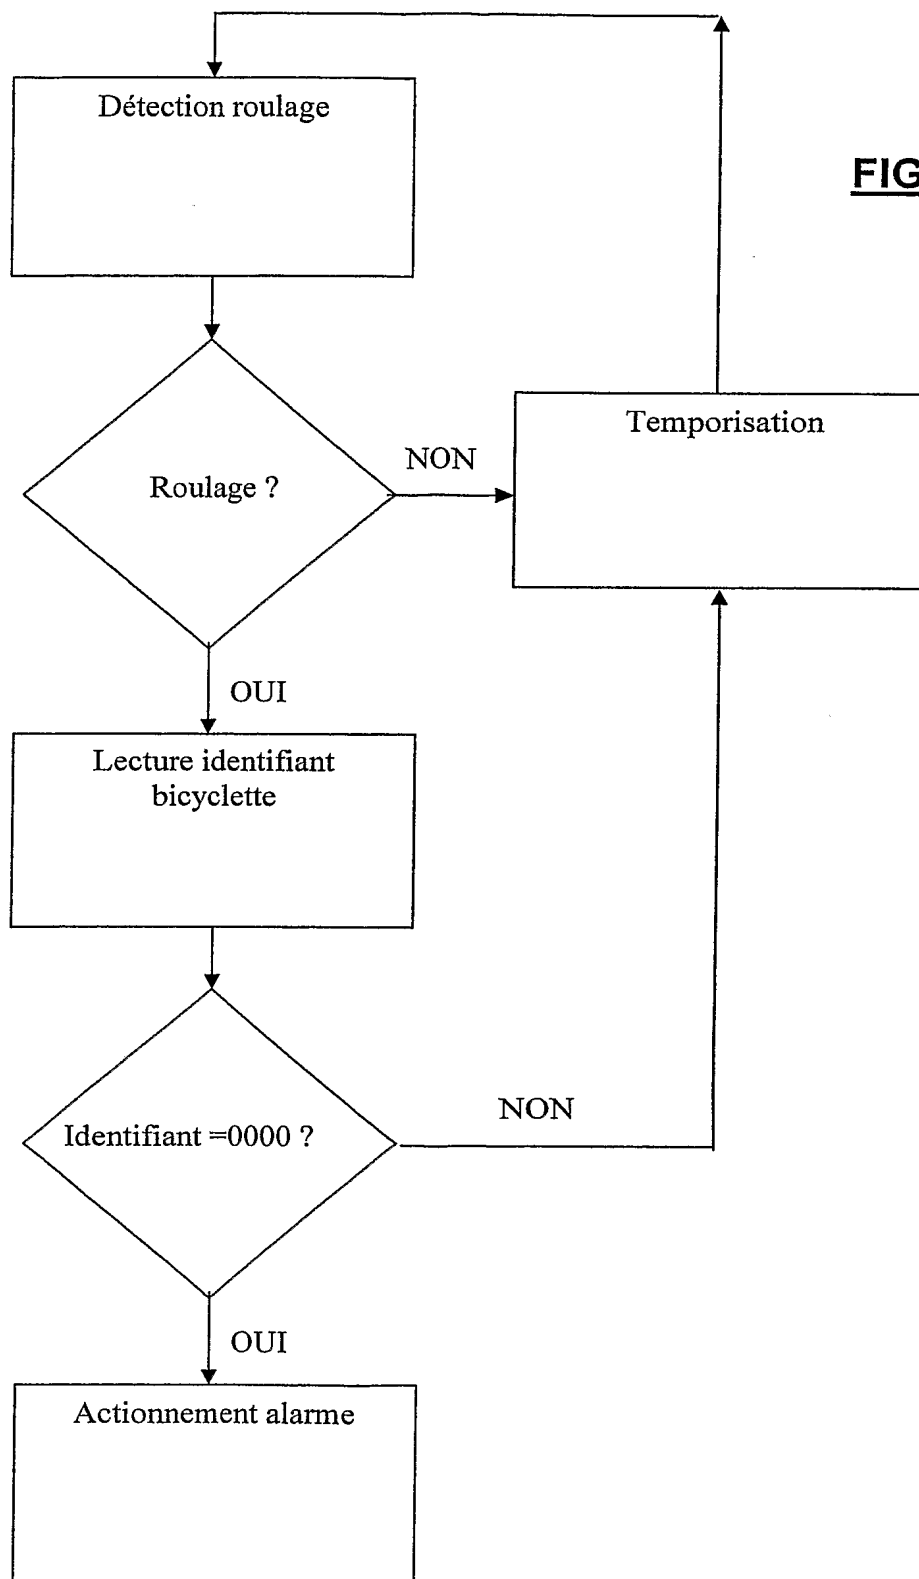 Détection roulage
FIG
Roulage ?
NON
Temporisation
OUI
Lecture identifiant
bicyclette
Identifiant =0000 ?
NON
OUI
Actionnement alarme